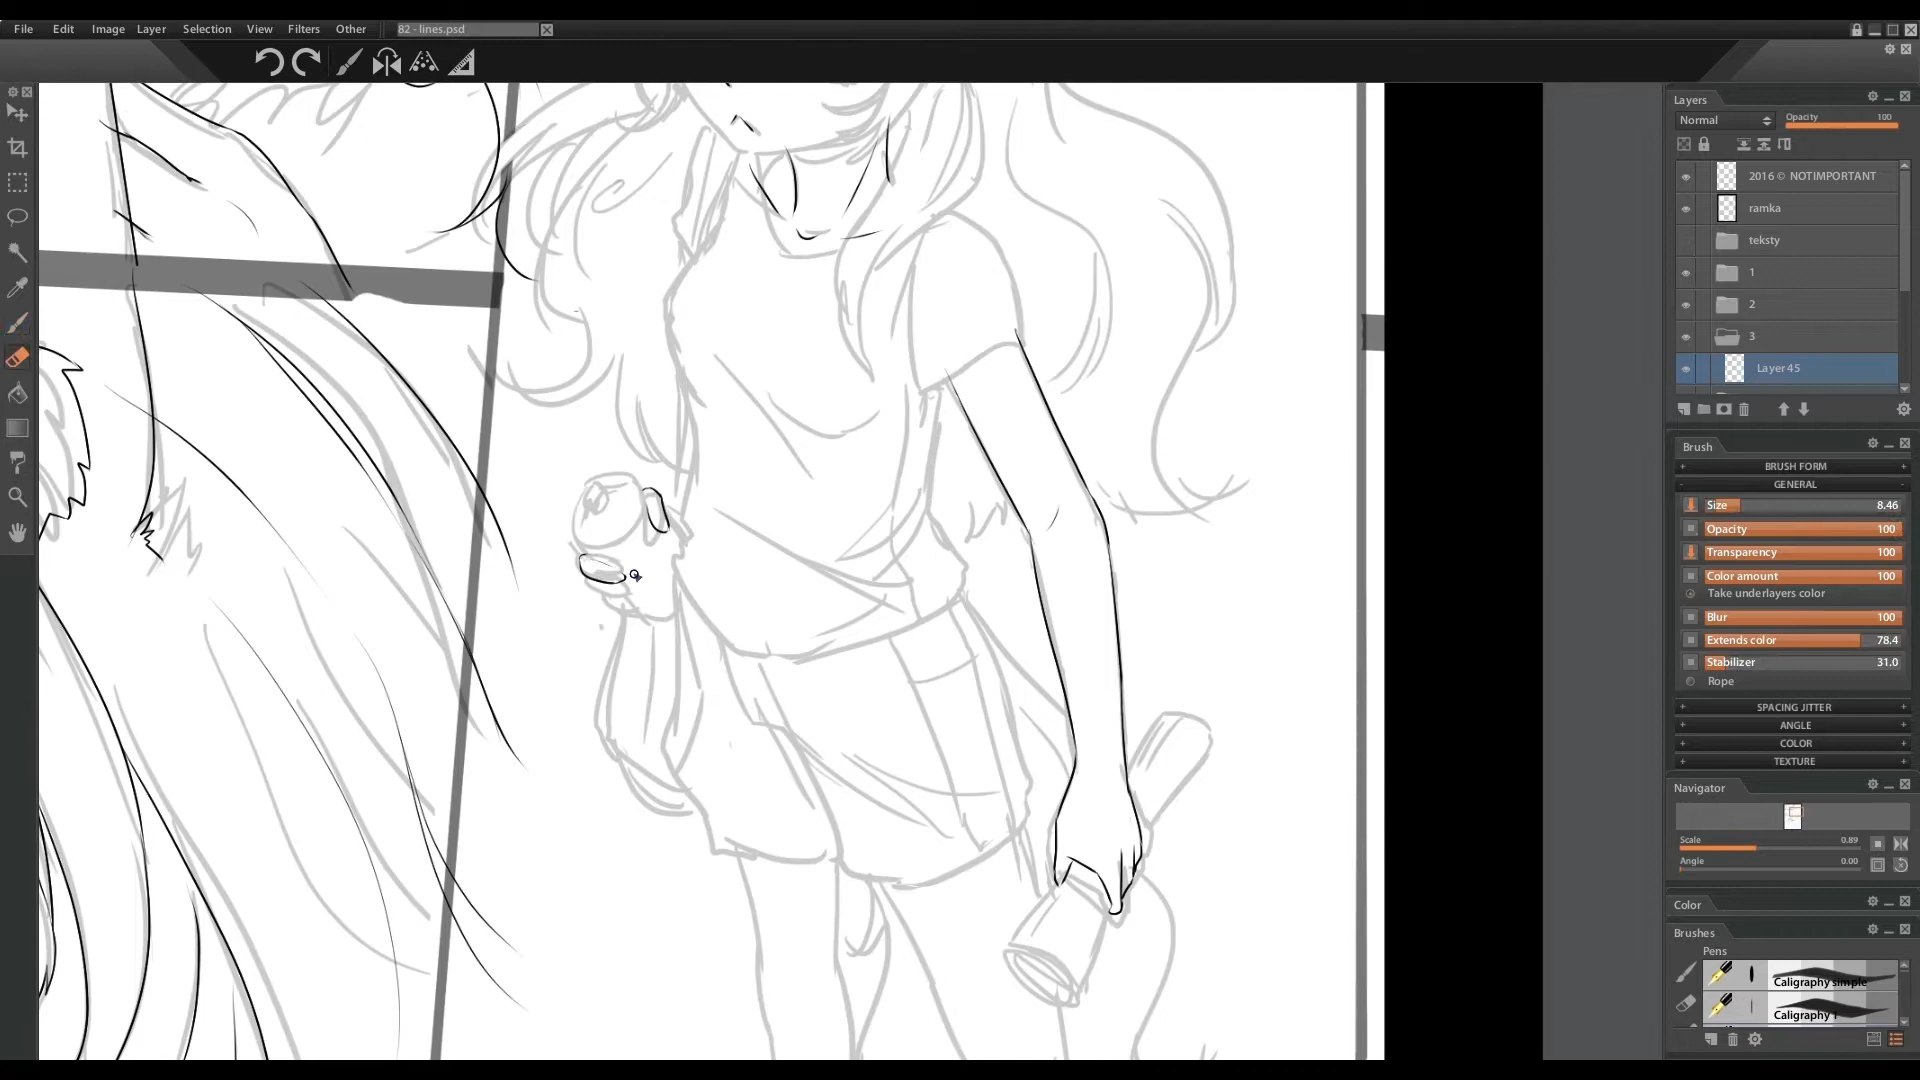 File Edit Image Layer Selection View Filters Other 82 - lines.psd
Layers
Normal Opacity 100
2016 © NOTIMPORTANT
ramka
teksty
1
2
3
Layer 45
Brush
BRUSH FORM
GENERAL
Size 8.46
Opacity 100
Transparency 100
Color amount 100
Take underlayers color
Blur 100
Extends color 78.4
Stabilizer 31.0
Rope
SPACING JITTER
ANGLE
COLOR
TEXTURE
Navigator
Scale 0.89
Angle 0.00
Color
Brushes
Pens
Caligraphy simple
Caligraphy 1